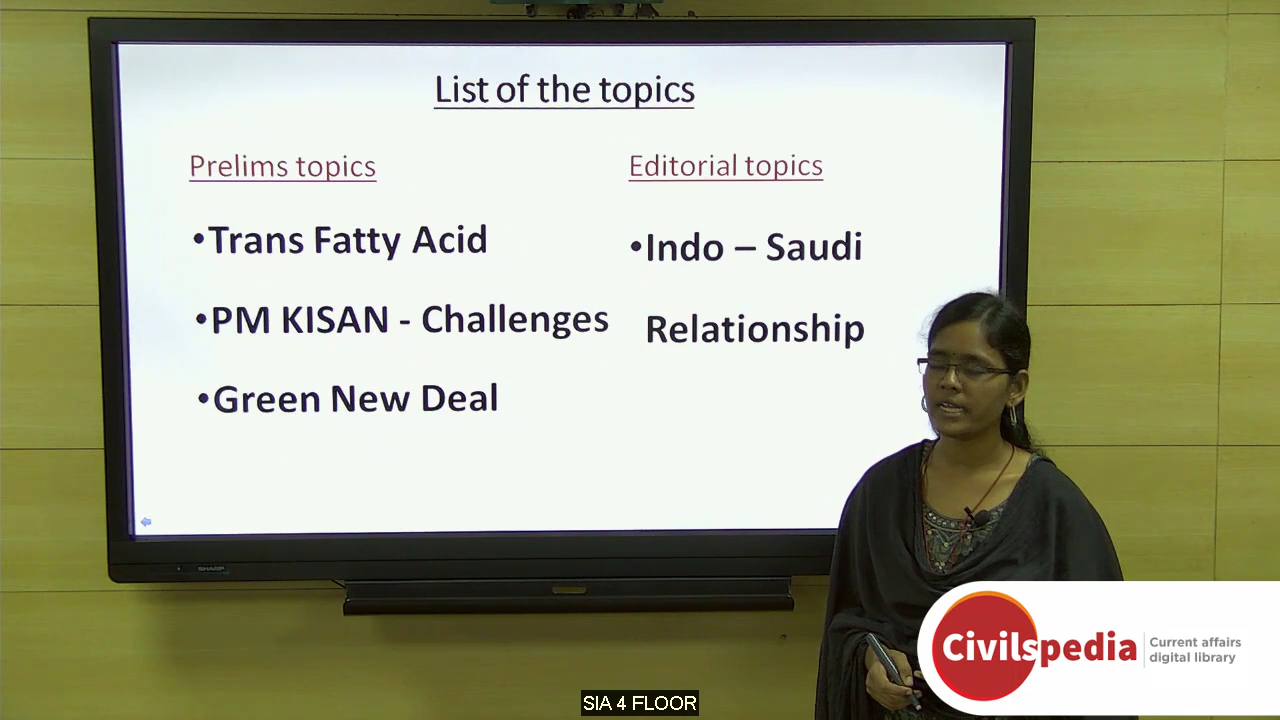 List of the topics
Prelims topics
•Trans Fatty Acid
•PM KISAN - Challenges
•Green New Deal
Editorial topics
•Indo – Saudi
Relationship
SHARP
Civilspedia
Current affairs
digital library
SIA 4 FLOOR